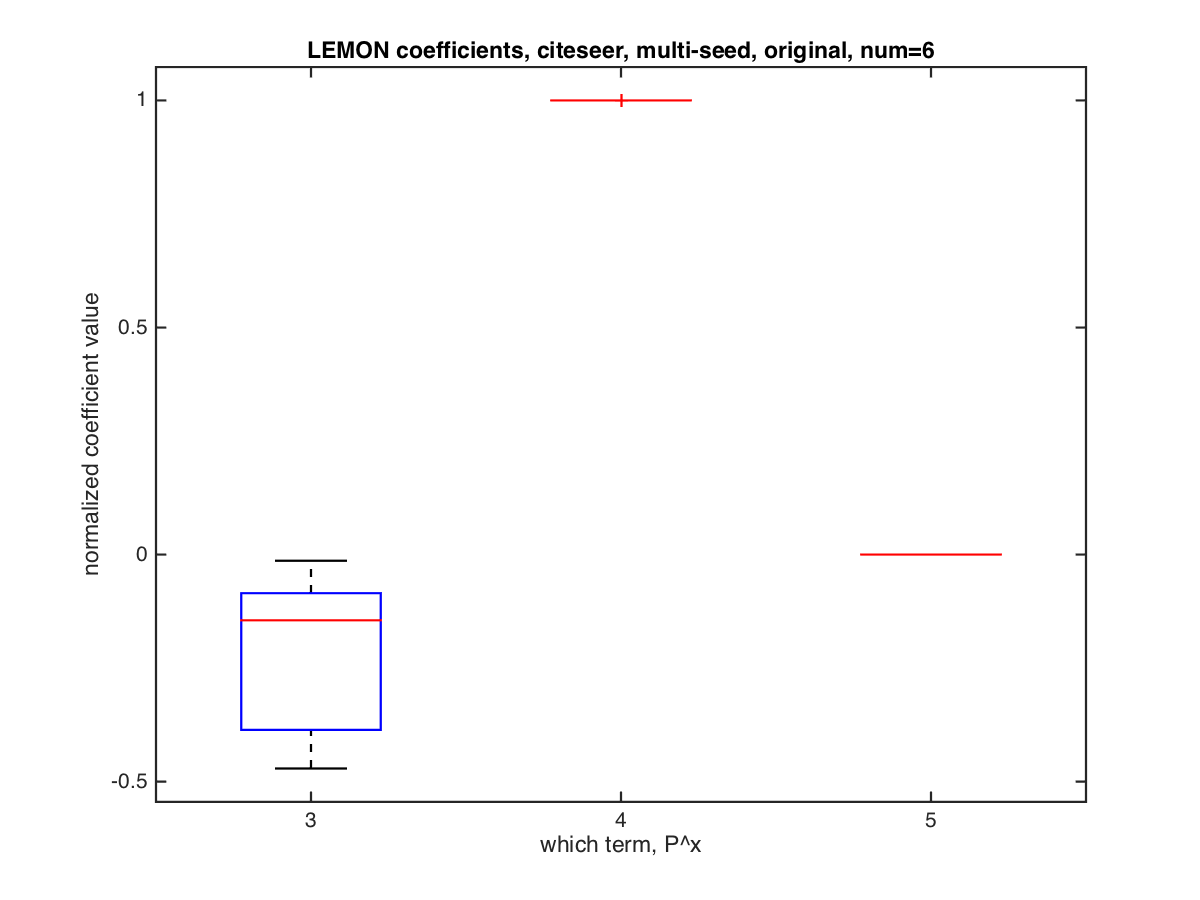 LEMON coefficients, citeseer, multi-seed, original, num=6
1
0.5
0
-0.5
normalized coefficient value
3 4 5
which term, P^x